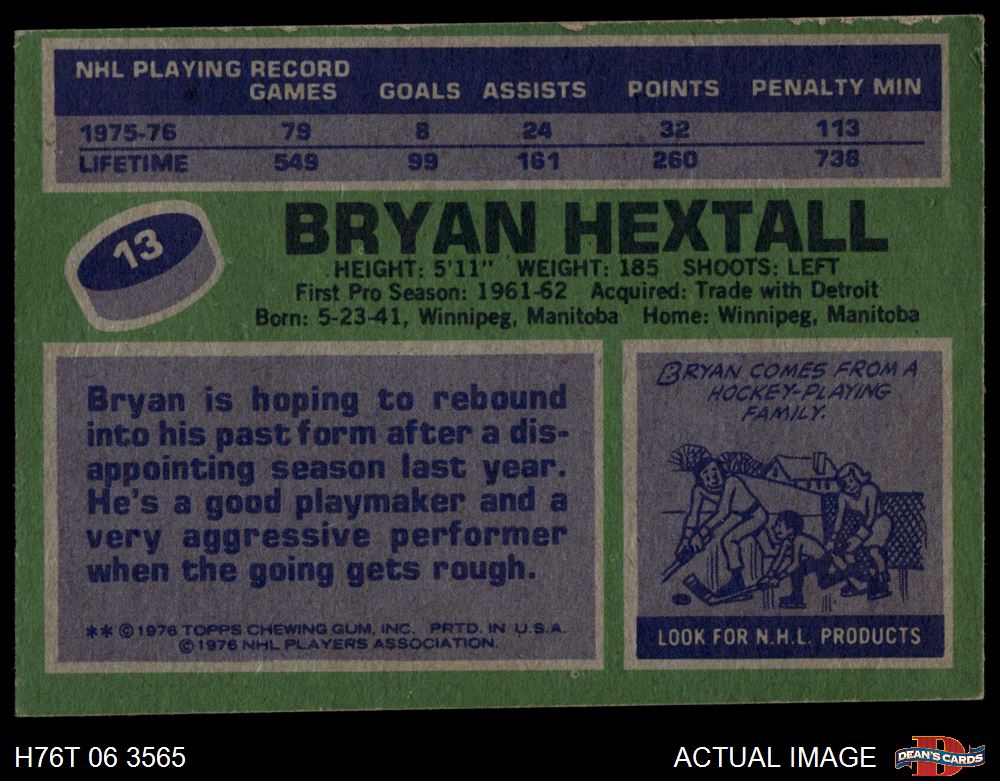 NHL PLAYING RECORD
GAMES GOALS ASSISTS POINTS PENALTY MIN
1975-76 79 8 24 32 113
LIFETIME 549 99 161 260 738
13
BRYAN HEXTALL
HEIGHT: 5'11" WEIGHT: 185 SHOOTS: LEFT
First Pro Season: 1961-62 Acquired: Trade with Detroit
Born: 5-23-41, Winnipeg, Manitoba Home: Winnipeg, Manitoba
Bryan is hoping to rebound
into his past form after a dis-
appointing season last year.
He's a good playmaker and a
very aggressive performer
when the going gets rough.
** © 1976 TOPPS CHEWING GUM, INC. PRTD. IN U.S.A.
© 1976 NHL PLAYERS ASSOCIATION.
BRYAN COMES FROM A
HOCKEY-PLAYING
FAMILY.
LOOK FOR N.H.L. PRODUCTS
H76T 06 3565
ACTUAL IMAGE
D
DEAN'S CARDS